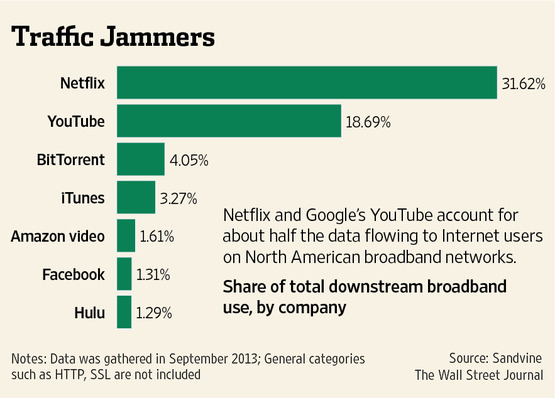 Traffic Jammers
Netflix 31.62%
YouTube 18.69%
BitTorrent 4.05%
iTunes 3.27%
Amazon video 1.61%
Facebook 1.31%
Hulu 1.29%
Netflix and Google's YouTube account for
about half the data flowing to Internet users
on North American broadband networks.
Share of total downstream broadband
use, by company
Notes: Data was gathered in September 2013; General categories
such as HTTP, SSL are not included
Source: Sandvine
The Wall Street Journal